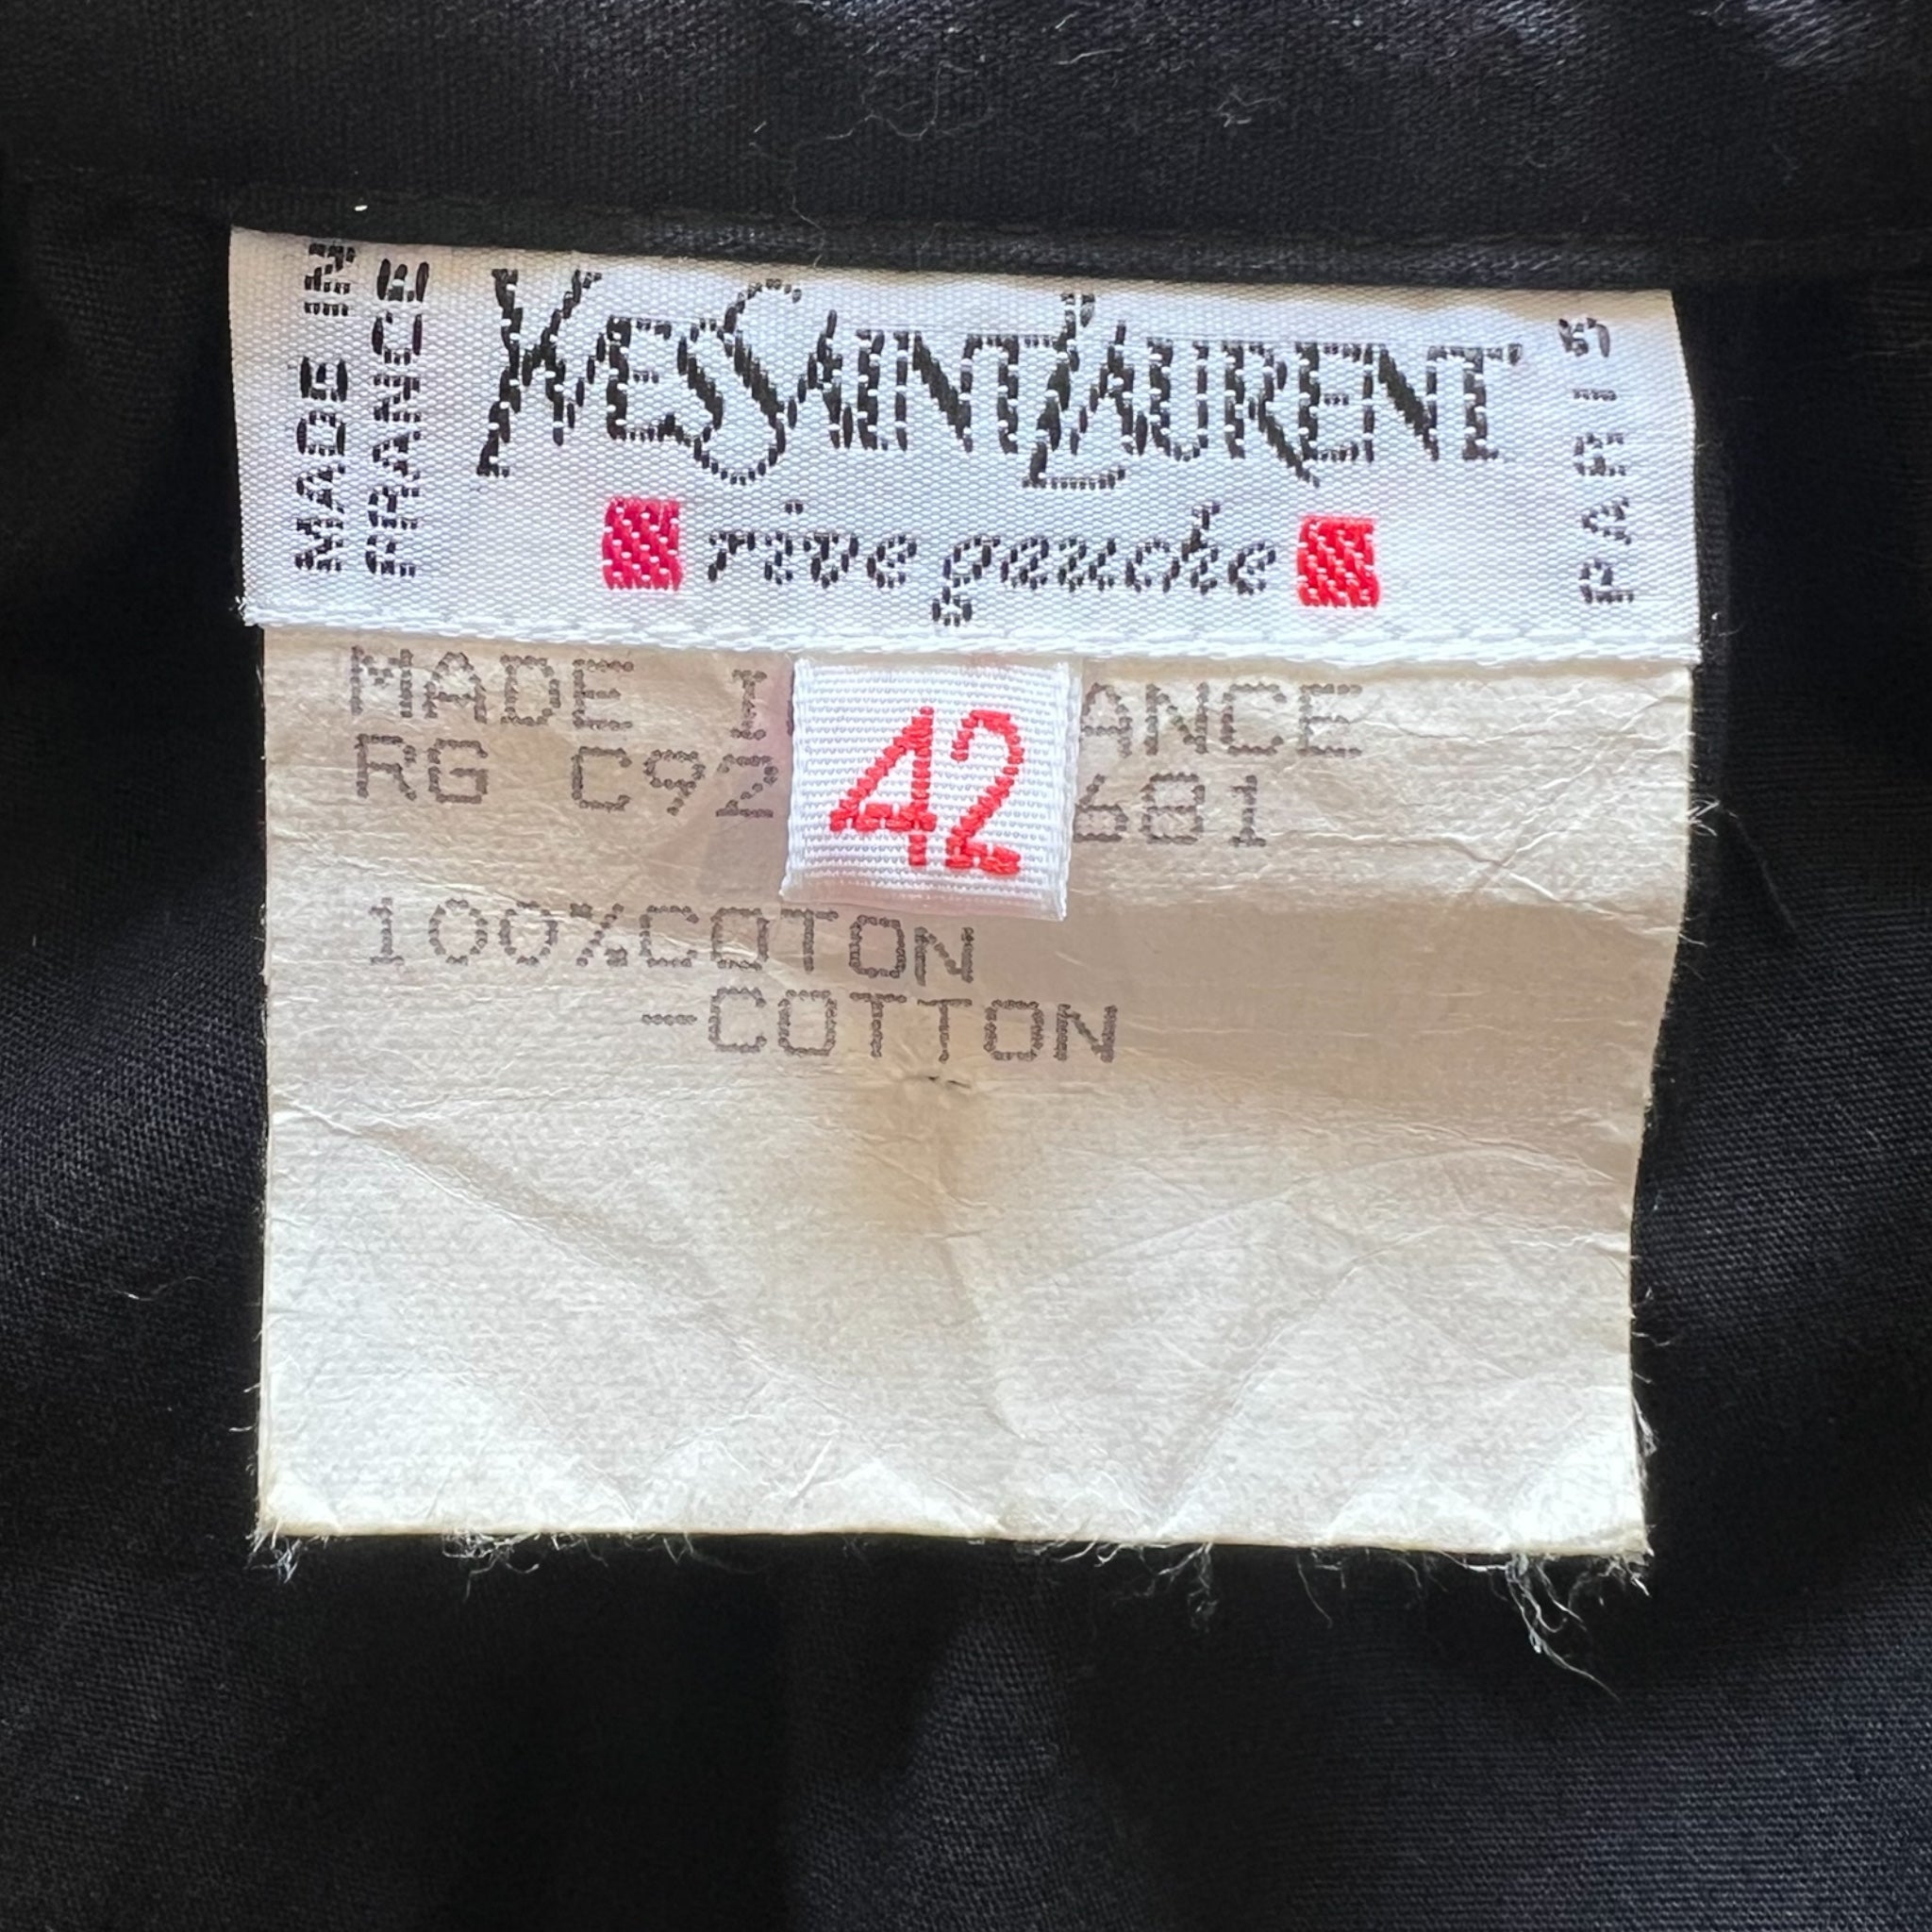 MADE IN
FRANCE
YVES SAINT LAURENT
rive gauche
PARIS
MADE I
ANCE
42
RG C92
681
100%COTON
-COTTON